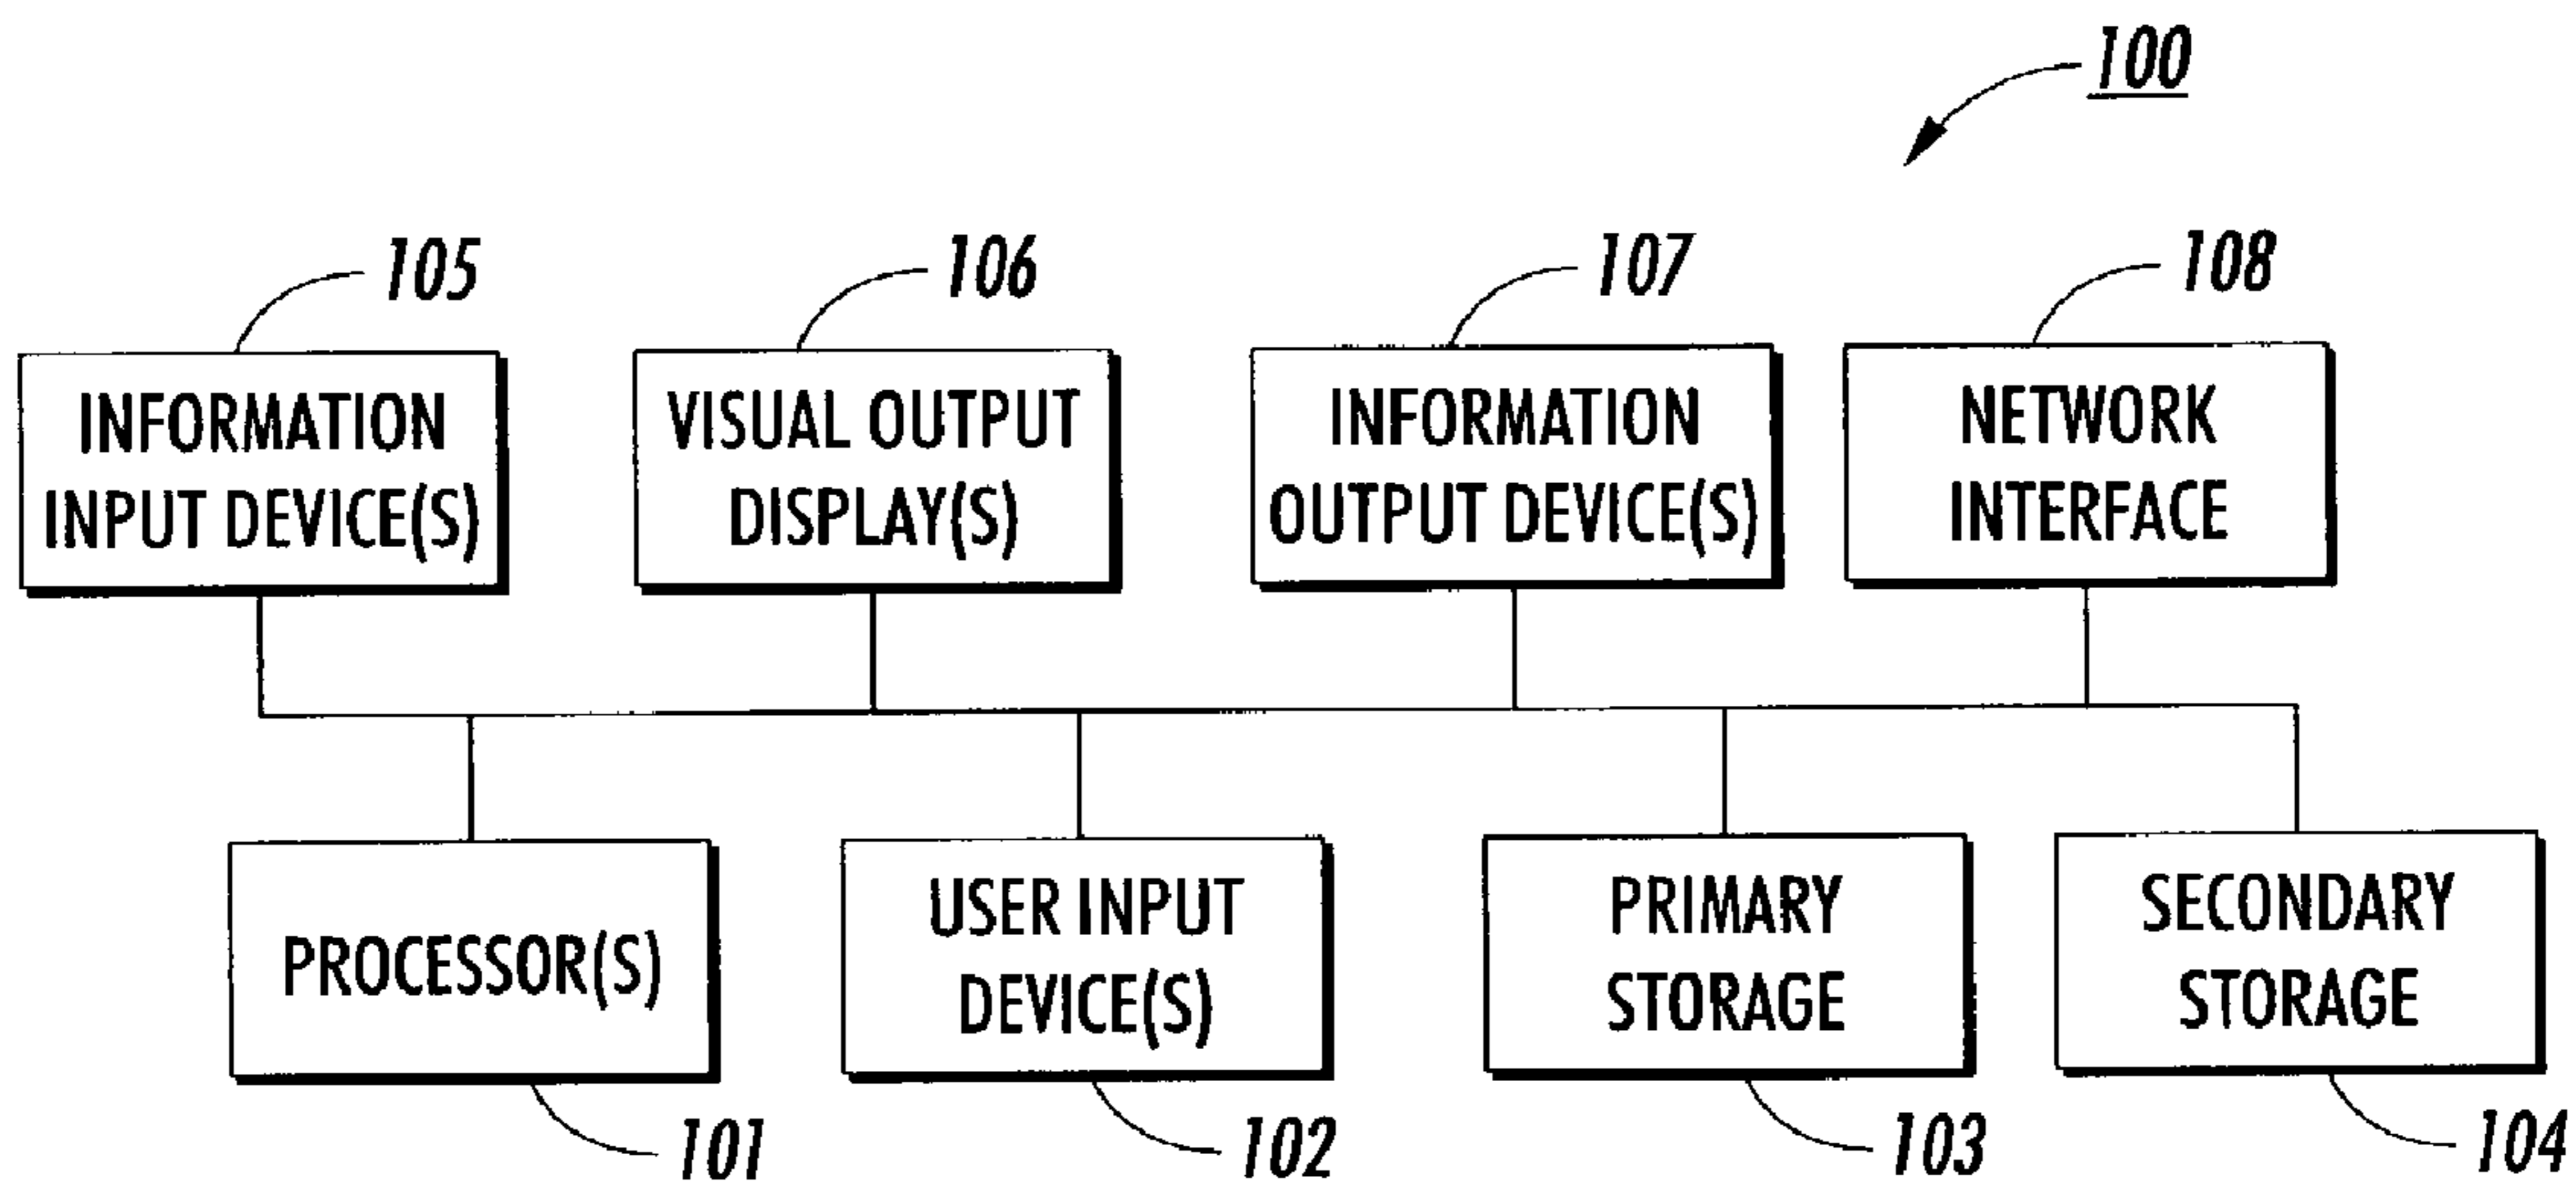 100
105
106
107
108
INFORMATION
INPUT DEVICE(S)
VISUAL OUTPUT
DISPLAY(S)
INFORMATION
OUTPUT DEVICE(S)
NETWORK
INTERFACE
PROCESSOR(S)
USER INPUT
DEVICE(S)
PRIMARY
STORAGE
SECONDARY
STORAGE
101
102
103
104